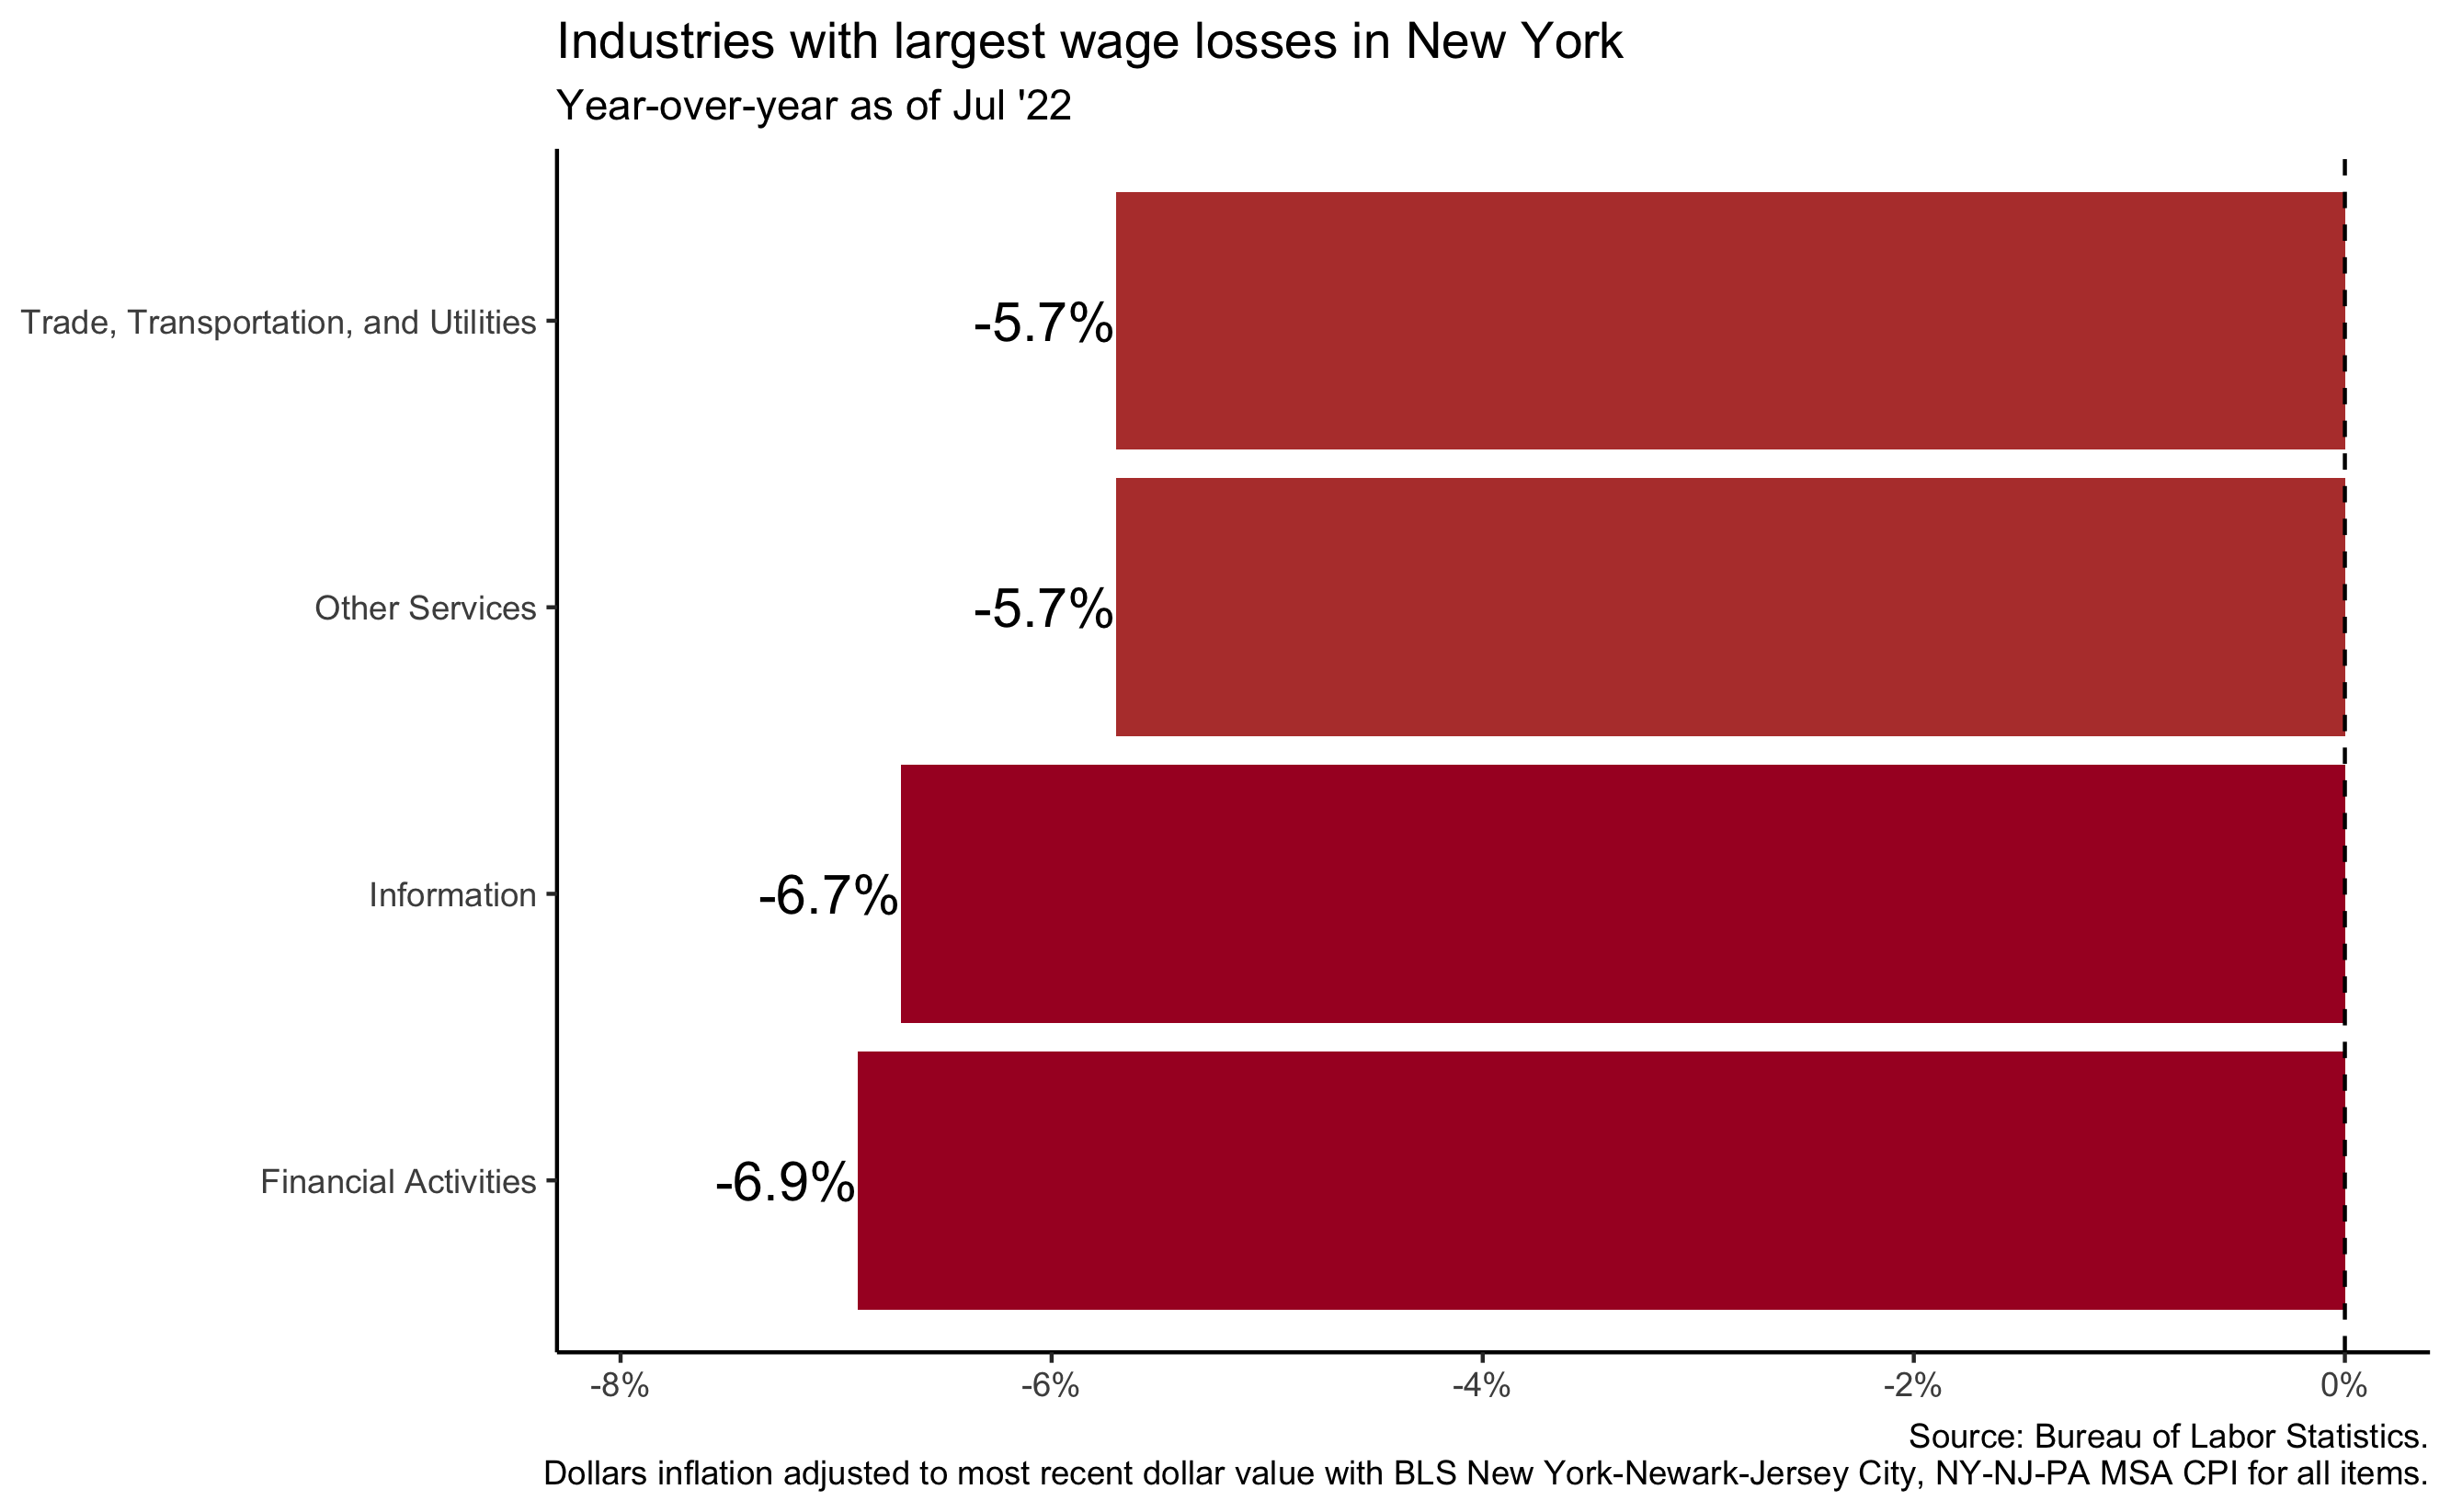 Industries with largest wage losses in New York
Year-over-year as of Jul '22
Trade, Transportation, and Utilities
-5.7%
Other Services
-5.7%
Information
-6.7%
Financial Activities
-6.9%
-8%
-6%
-4%
-2%
0%
Source: Bureau of Labor Statistics.
Dollars inflation adjusted to most recent dollar value with BLS New York-Newark-Jersey City, NY-NJ-PA MSA CPI for all items.